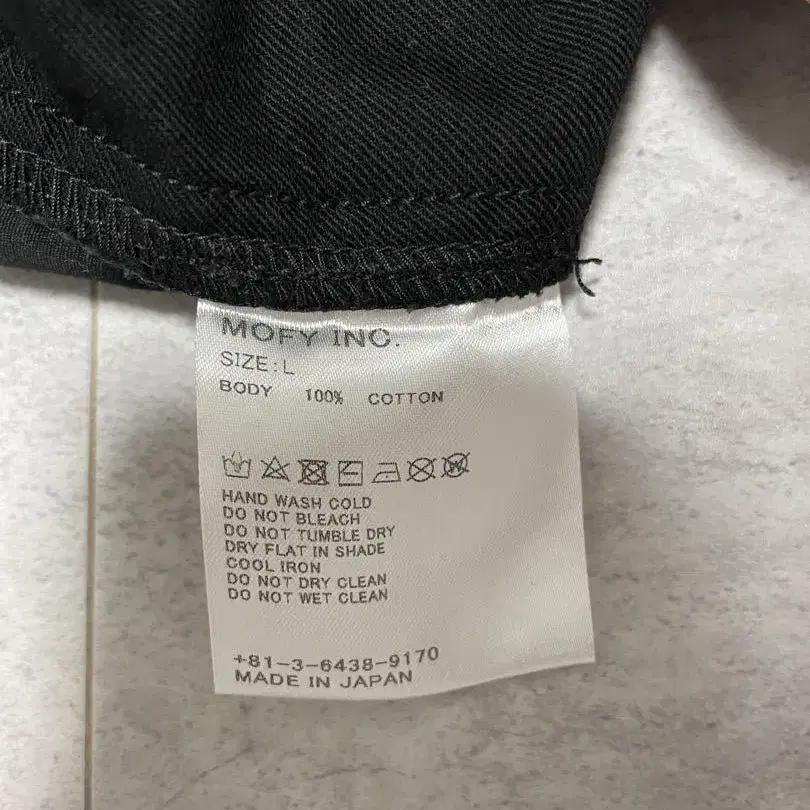 MOFY INC.
SIZE:L
BODY 100% COTTON
HAND WASH COLD
DO NOT BLEACH
DO NOT TUMBLE DRY
DRY FLAT IN SHADE
COOL IRON
DO NOT DRY CLEAN
DO NOT WET CLEAN
+81-3-6438-9170
MADE IN JAPAN